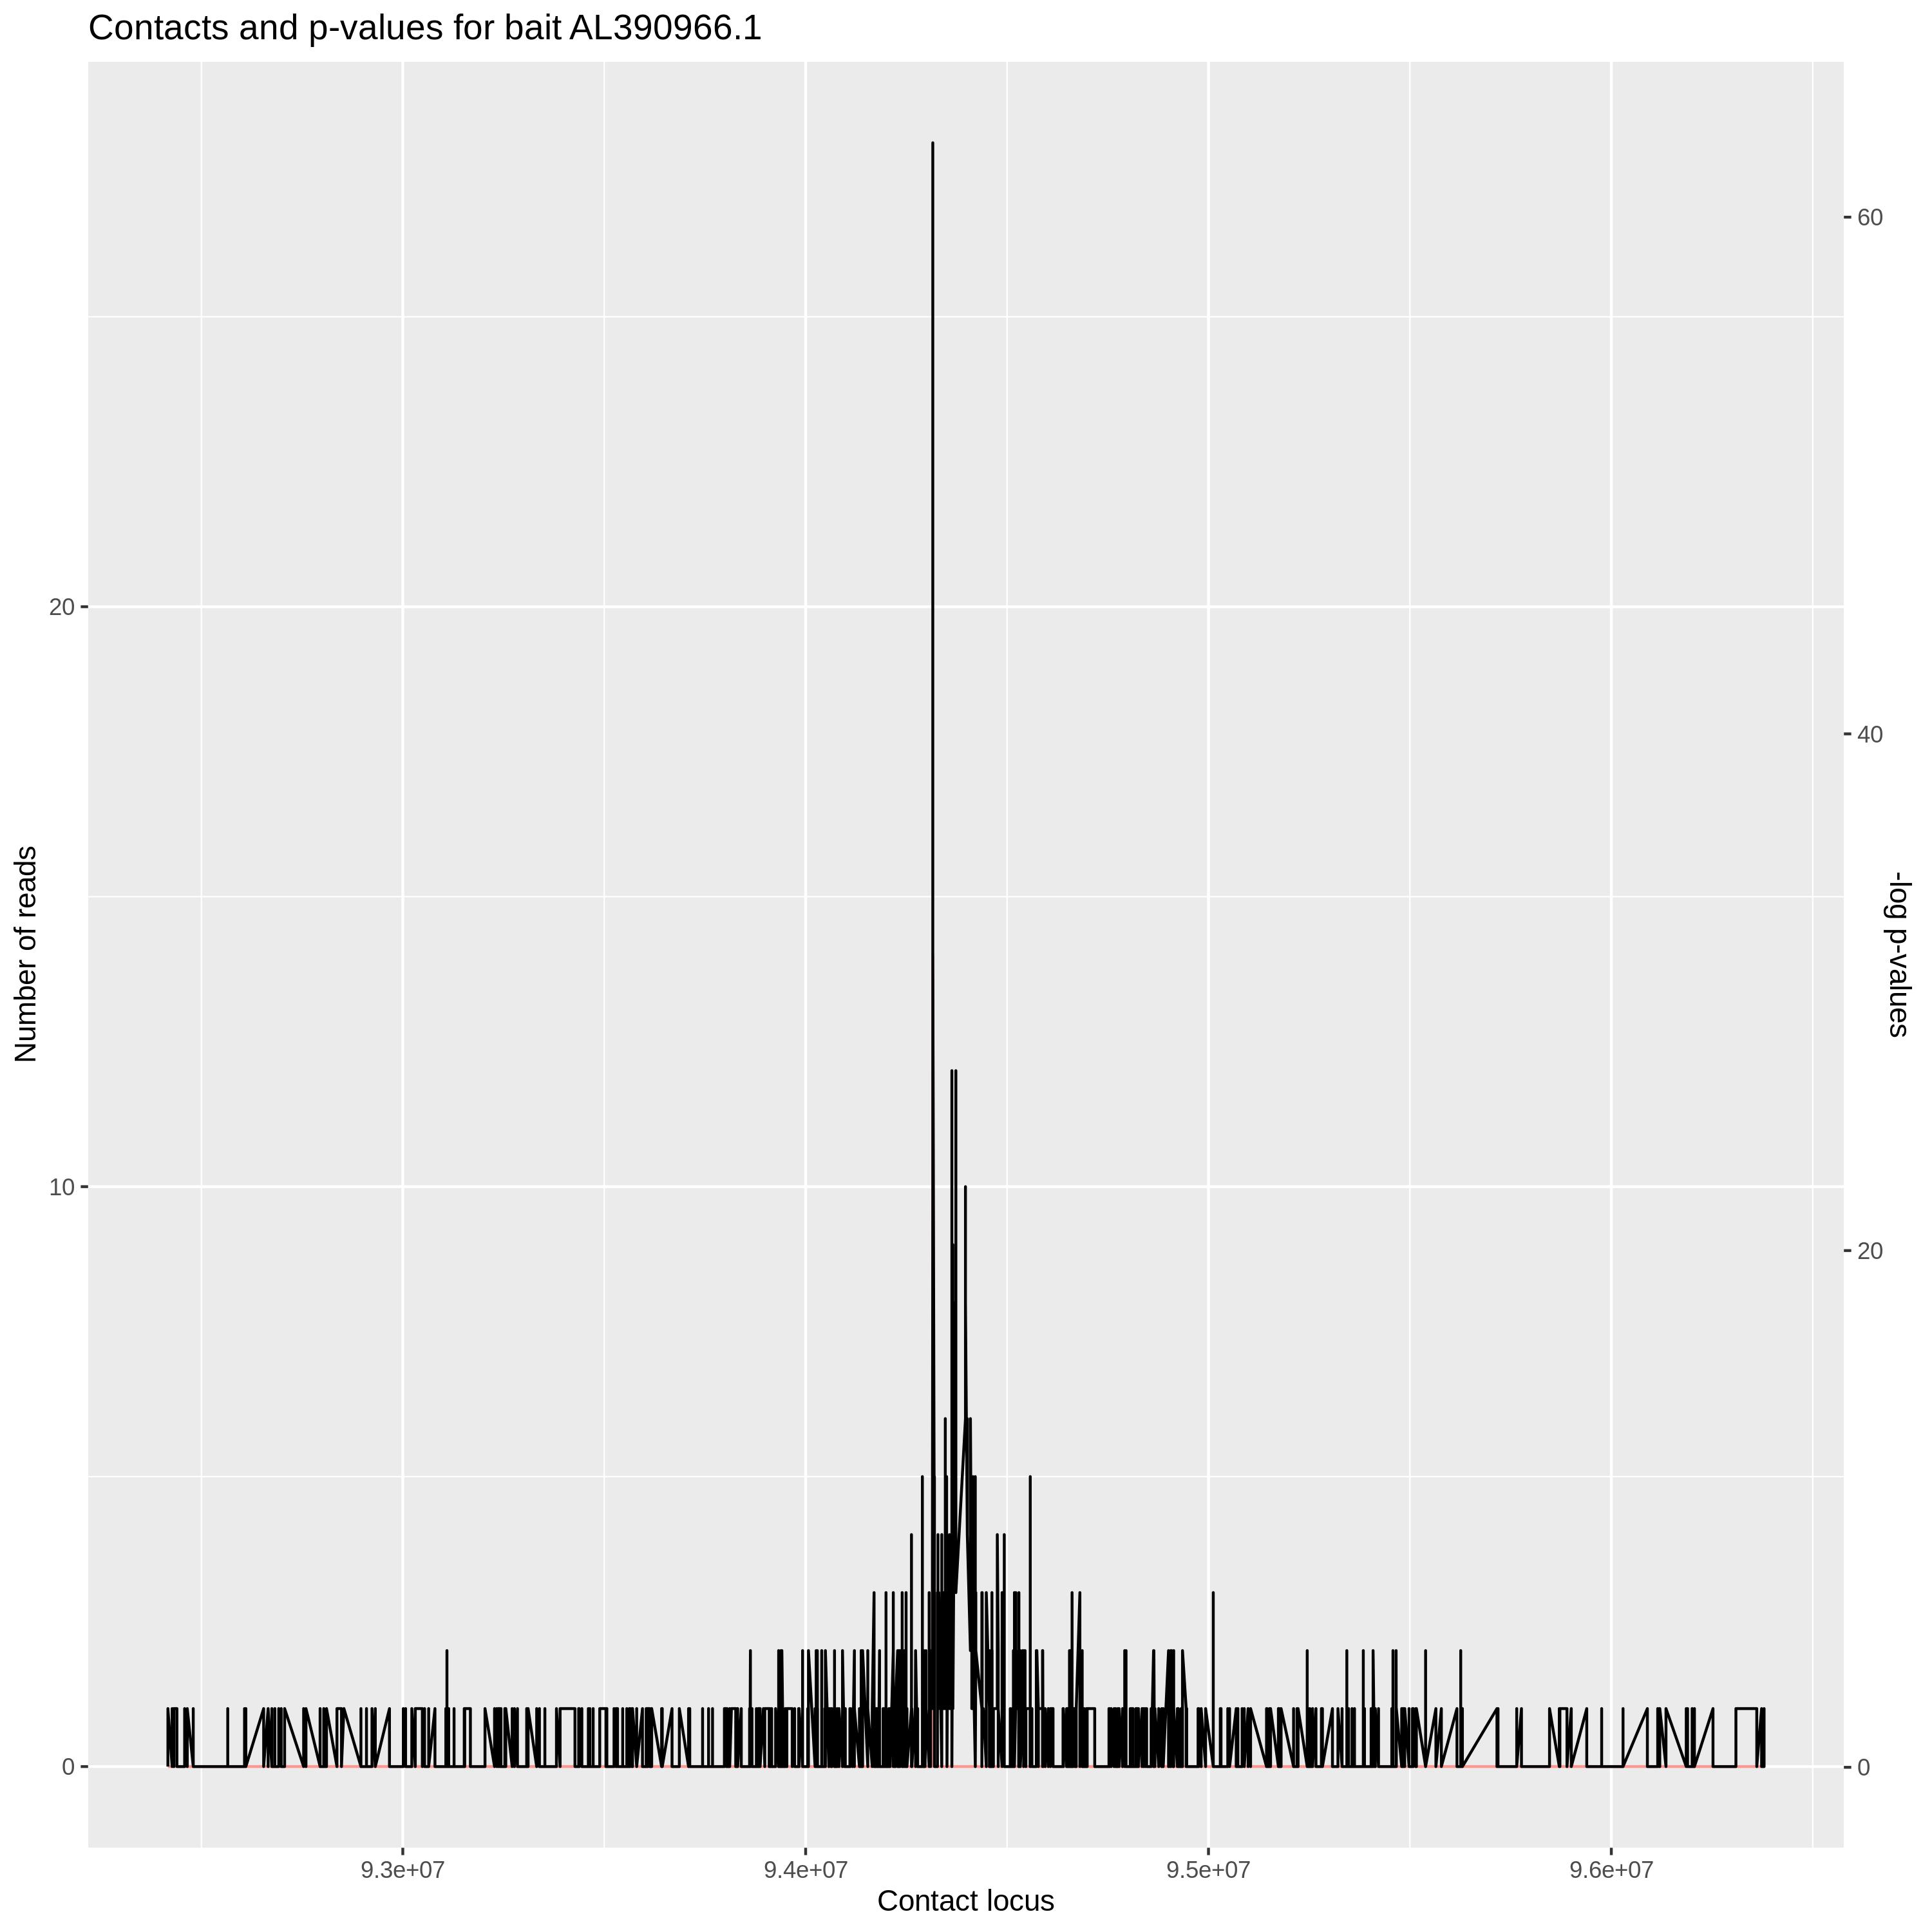 Contacts and p-values for bait AL390966.1
60
20
40
Number of reads
-log p-values
10
20
0
0
9.3e+07
9.4e+07
9.5e+07
9.6e+07
Contact locus